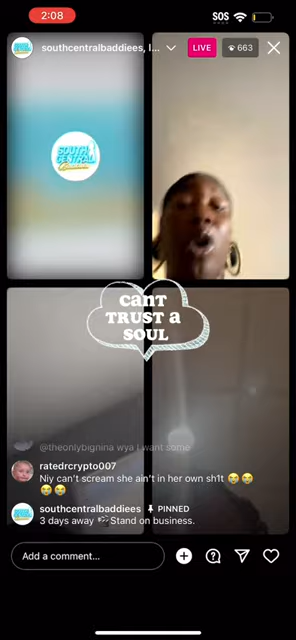 2:08
SOS
southcentralbaddiees, l...
LIVE
663
SOUTH
CENTRAL
CANT
TRUST a
SOUL
@theonlybignina wya I want some
ratedrcrypto007
Niy can't scream she ain't in her own sh1t 😭😭
😭😭
southcentralbaddiees PINNED
3 days away 🎬Stand on business.
Add a comment...